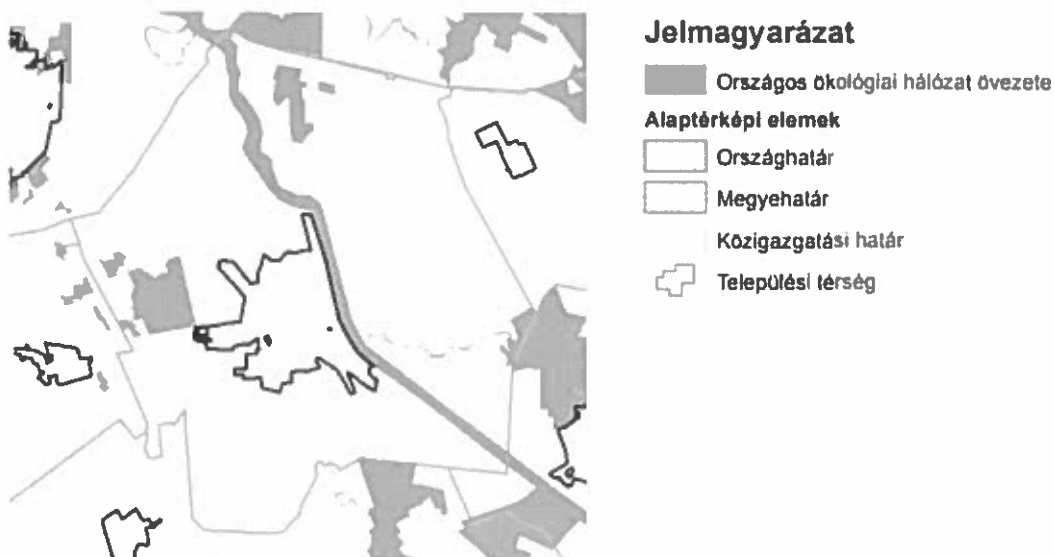 Jelmagyarázat
Országos ökológiai hálózat övezete
Alaptérképi elemek
Országhatár
Megyehatár
Közigazgatási határ
Települési térség